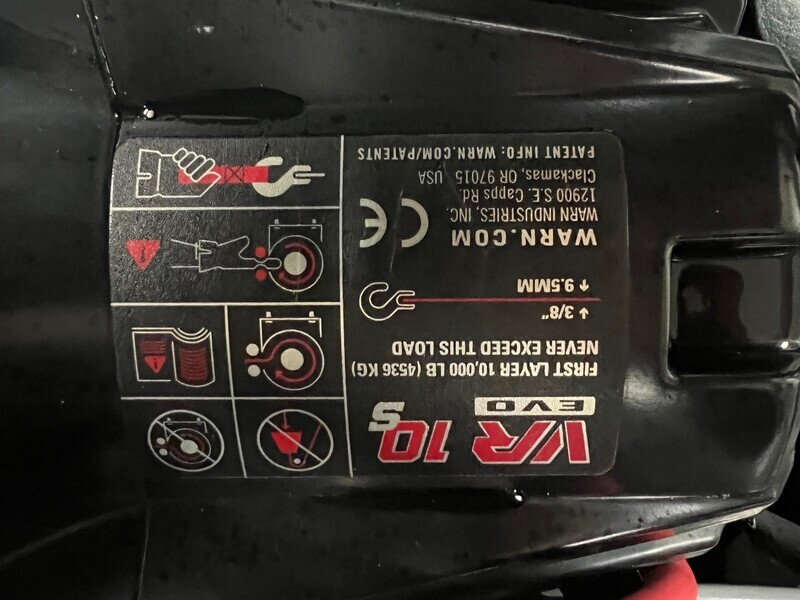 VR 10 S
EVO
FIRST LAYER 10,000 LB (4536 KG)
NEVER EXCEED THIS LOAD
↑ 3/8"
↓ 9.5MM
WARN.COM
WARN INDUSTRIES, INC.
12900 S.E. Capps Rd.
Clackamas, OR 97015 USA
CE
PATENT INFO: WARN.COM/PATENTS